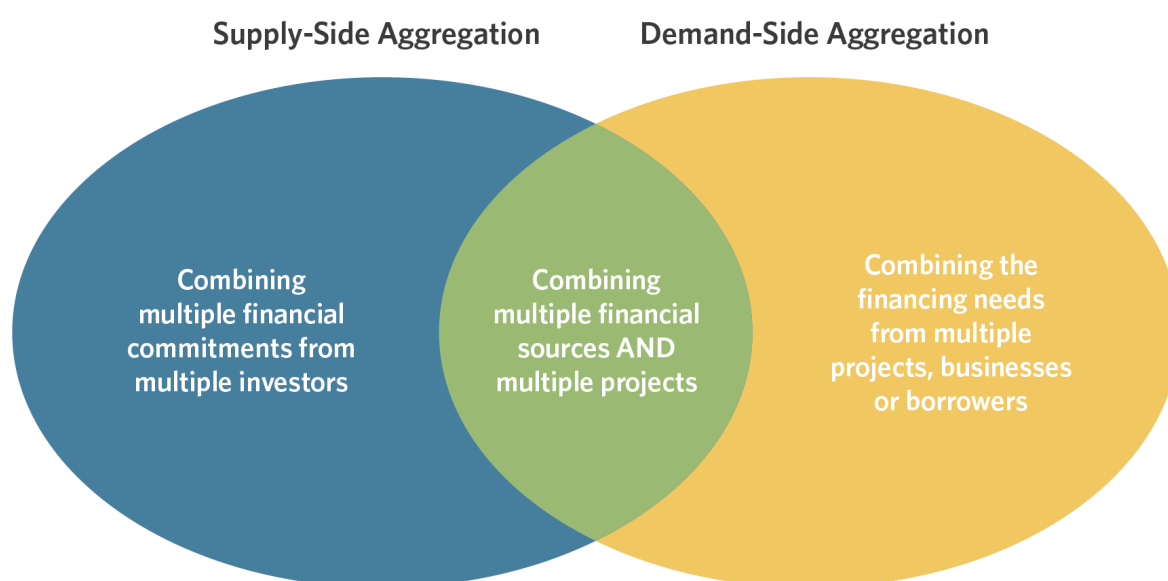 Supply-Side Aggregation
Demand-Side Aggregation
Combining
multiple financial
commitments from
multiple investors
Combining
multiple financial
sources AND
multiple projects
Combining the
financing needs
from multiple
projects, businesses
or borrowers